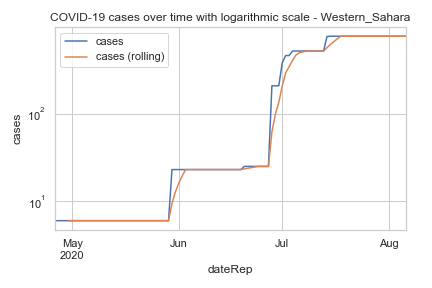 COVID-19 cases over time with logarithmic scale - Western_Sahara
cases
cases (rolling)
cases
10²
10¹
May
2020
Jun
Jul
Aug
dateRep